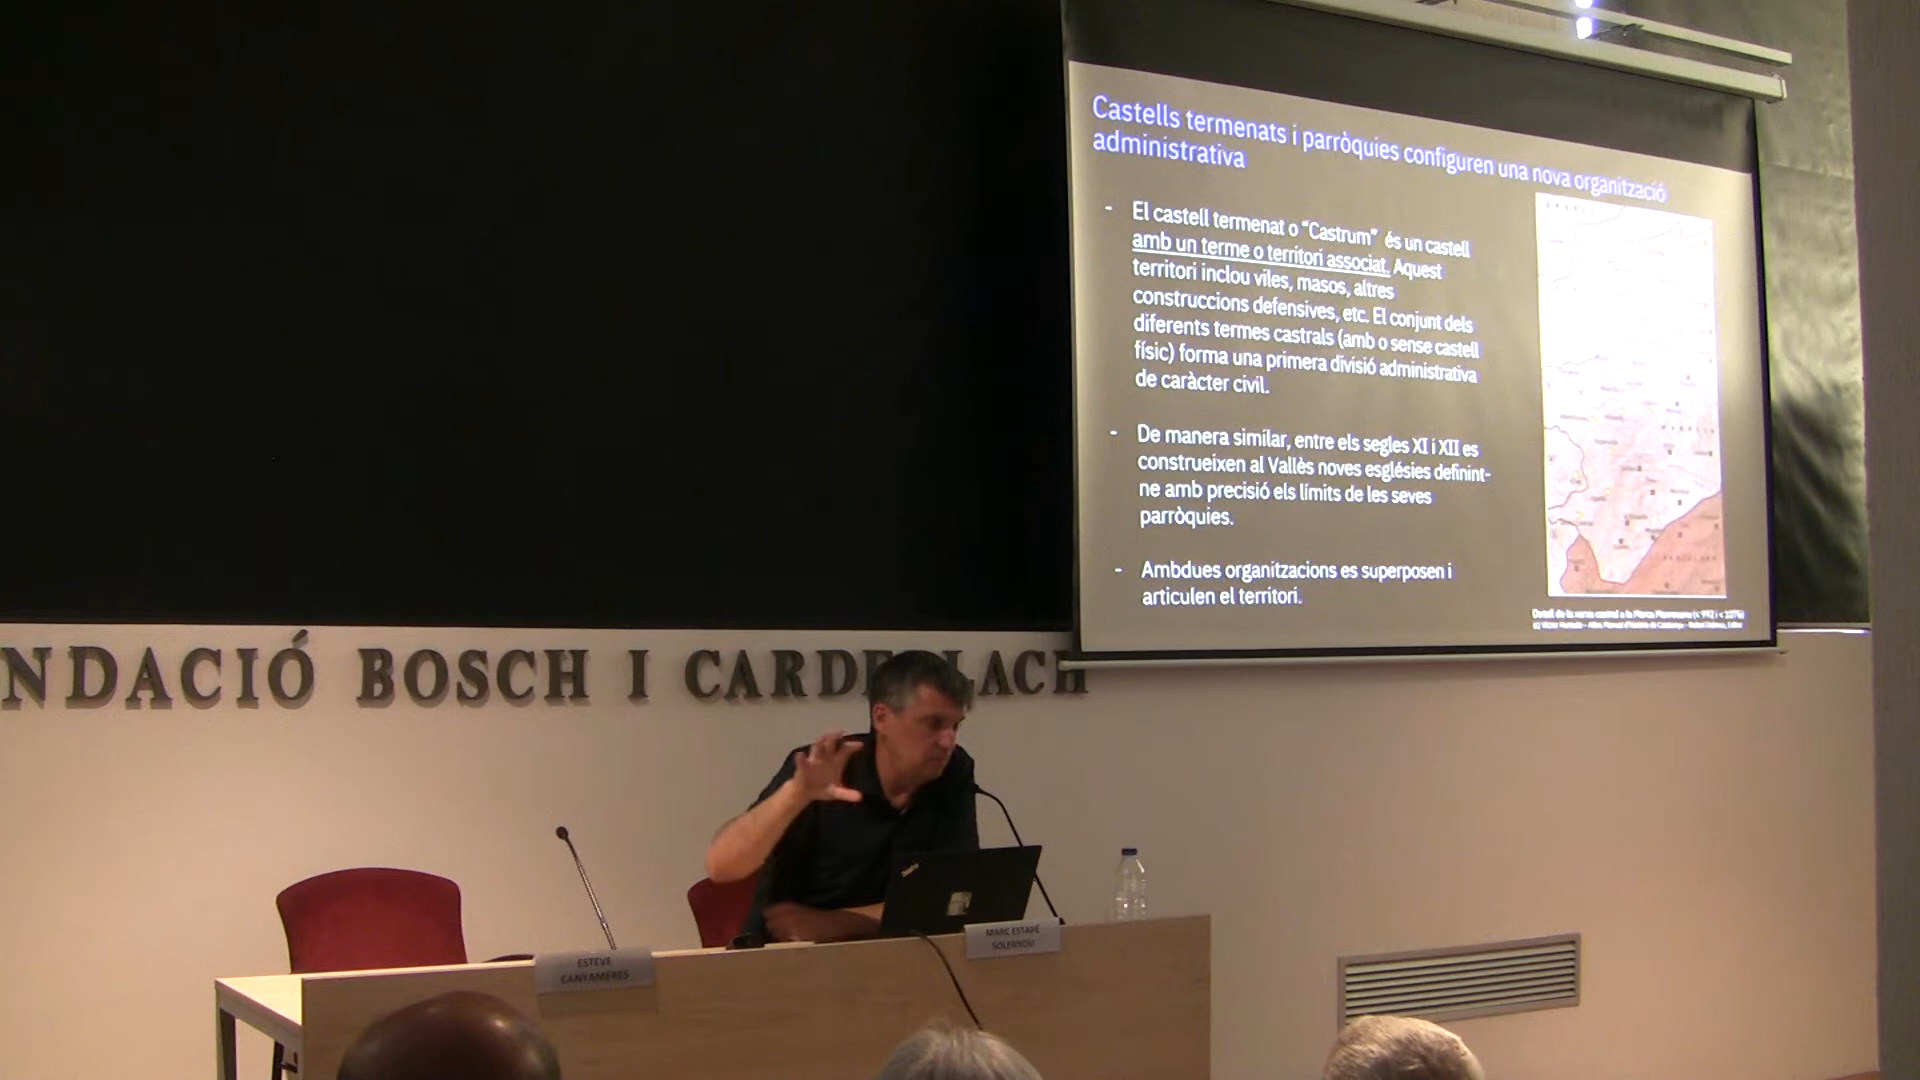 Castells termenats i parròquies configuren una nova organització
administrativa
- El castell termenat o "Castrum" és un castell
amb un terme o territori associat. Aquest
territori inclou viles, masos, altres
construccions defensives, etc. El conjunt dels
diferents termes castrals (amb o sense castell
físic) forma una primera divisió administrativa
de caràcter civil.
- De manera similar, entre els segles XI i XII es
construeixen al Vallès noves esglésies definint-
ne amb precisió els límits de les seves
parròquies.
- Ambdues organitzacions es superposen i
articulen el territori.
NDACIÓ BOSCH I CARDELLACH
ESTEVE
CANYAMERES
MARC ESTAPÉ